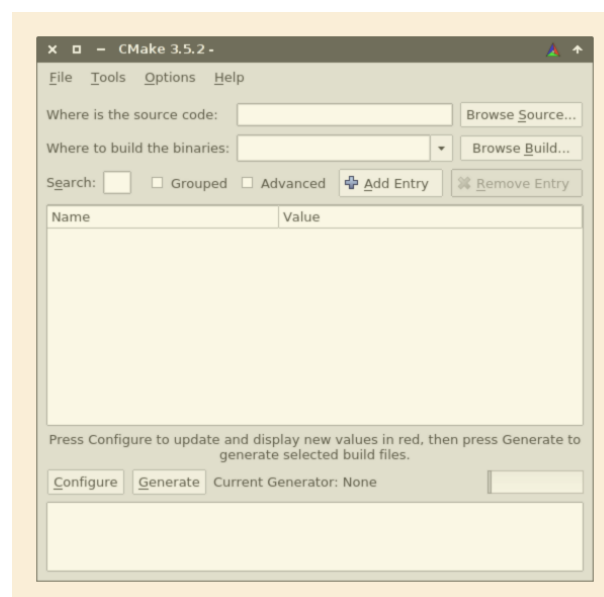 CMake 3.5.2 -
File Tools Options Help
Where is the source code: Browse Source...
Where to build the binaries: Browse Build...
Search: Grouped Advanced Add Entry Remove Entry
Name Value
Press Configure to update and display new values in red, then press Generate to
generate selected build files.
Configure Generate Current Generator: None